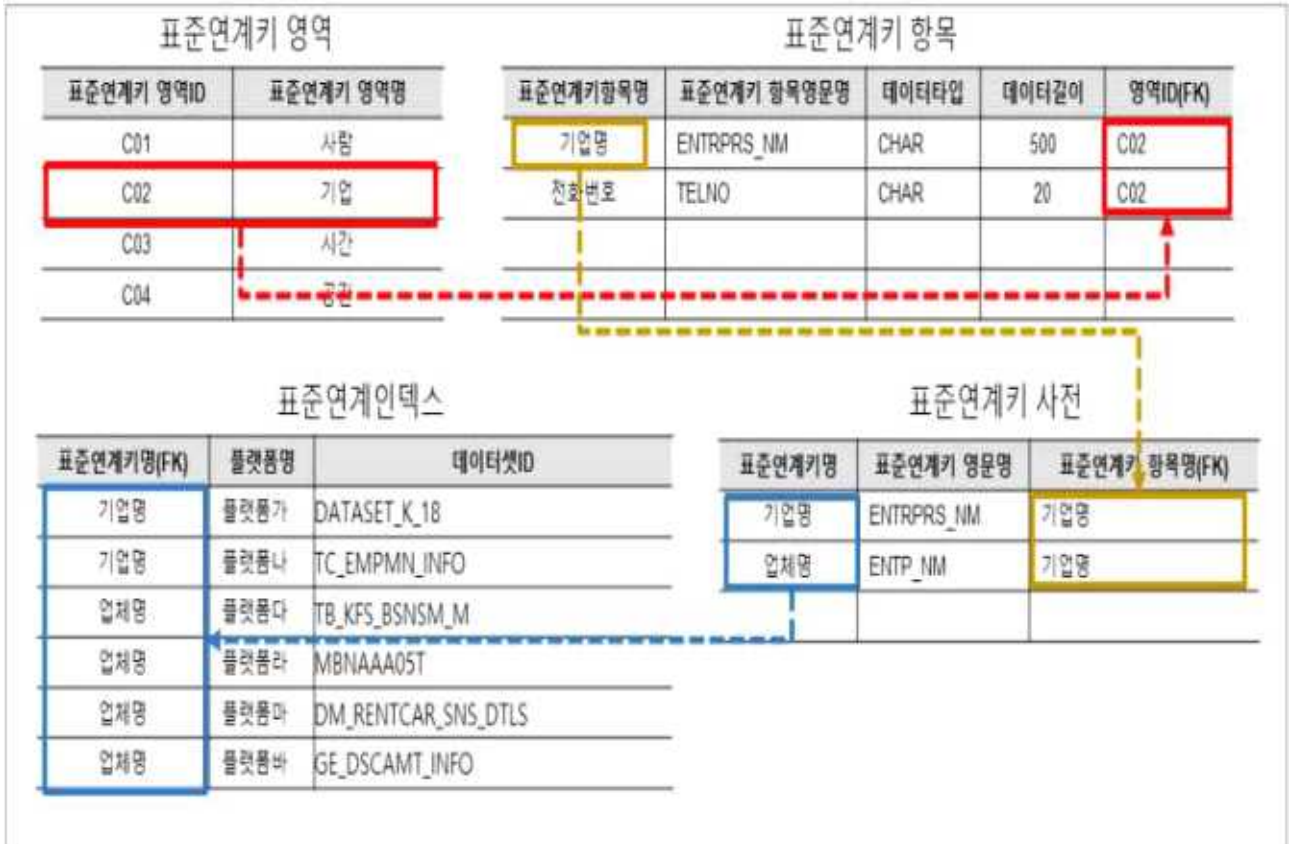 표준연계키 영역
표준연계키 영역ID 표준연계키 영역명
C01 사람
C02 기업
C03 시간
C04 공간
표준연계키 항목
표준연계키항목명 표준연계키 항목영문명 데이터타입 데이터길이 영역ID(FK)
기업명 ENTRPRS_NM CHAR 500 C02
전화번호 TELNO CHAR 20 C02
표준연계인덱스
표준연계키명(FK) 플랫폼명 데이터셋ID
기업명 플랫폼가 DATASET_K_18
기업명 플랫폼나 TC_EMPMN_INFO
업체명 플랫폼다 TB_KFS_BSNSM_M
업체명 플랫폼라 MBNAAA05T
업체명 플랫폼마 DM_RENTCAR_SNS_DTLS
업체명 플랫폼바 GE_DSCAMT_INFO
표준연계키 사전
표준연계키명 표준연계키 영문명 표준연계키 항목명(FK)
기업명 ENTRPRS_NM 기업명
업체명 ENTP_NM 기업명